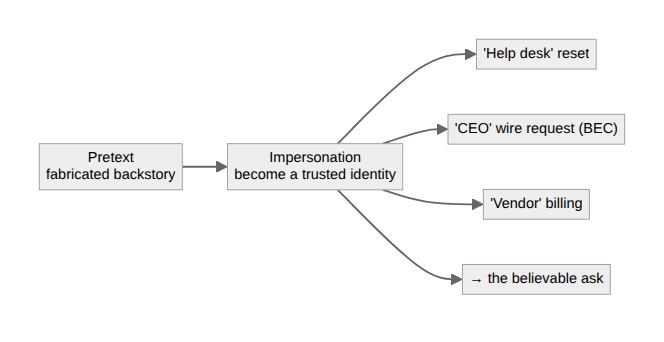 Pretext
fabricated backstory
Impersonation
become a trusted identity
'Help desk' reset
'CEO' wire request (BEC)
'Vendor' billing
→ the believable ask